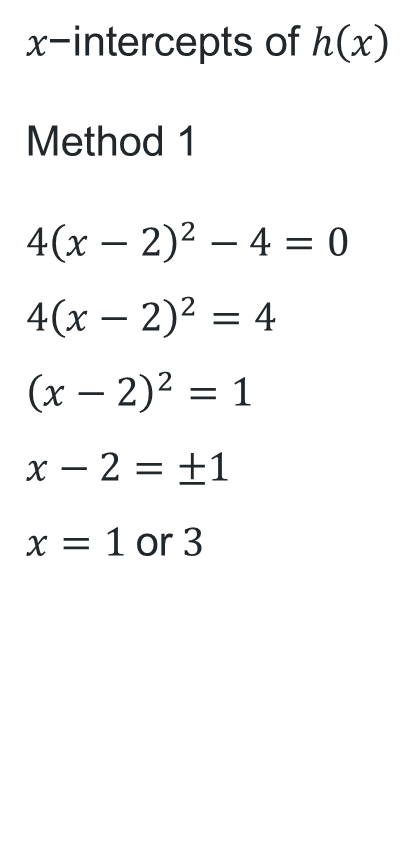 x−intercepts of h(x)
Method 1
4(x − 2)² − 4 = 0
4(x − 2)² = 4
(x − 2)² = 1
x − 2 = ±1
x = 1 or 3